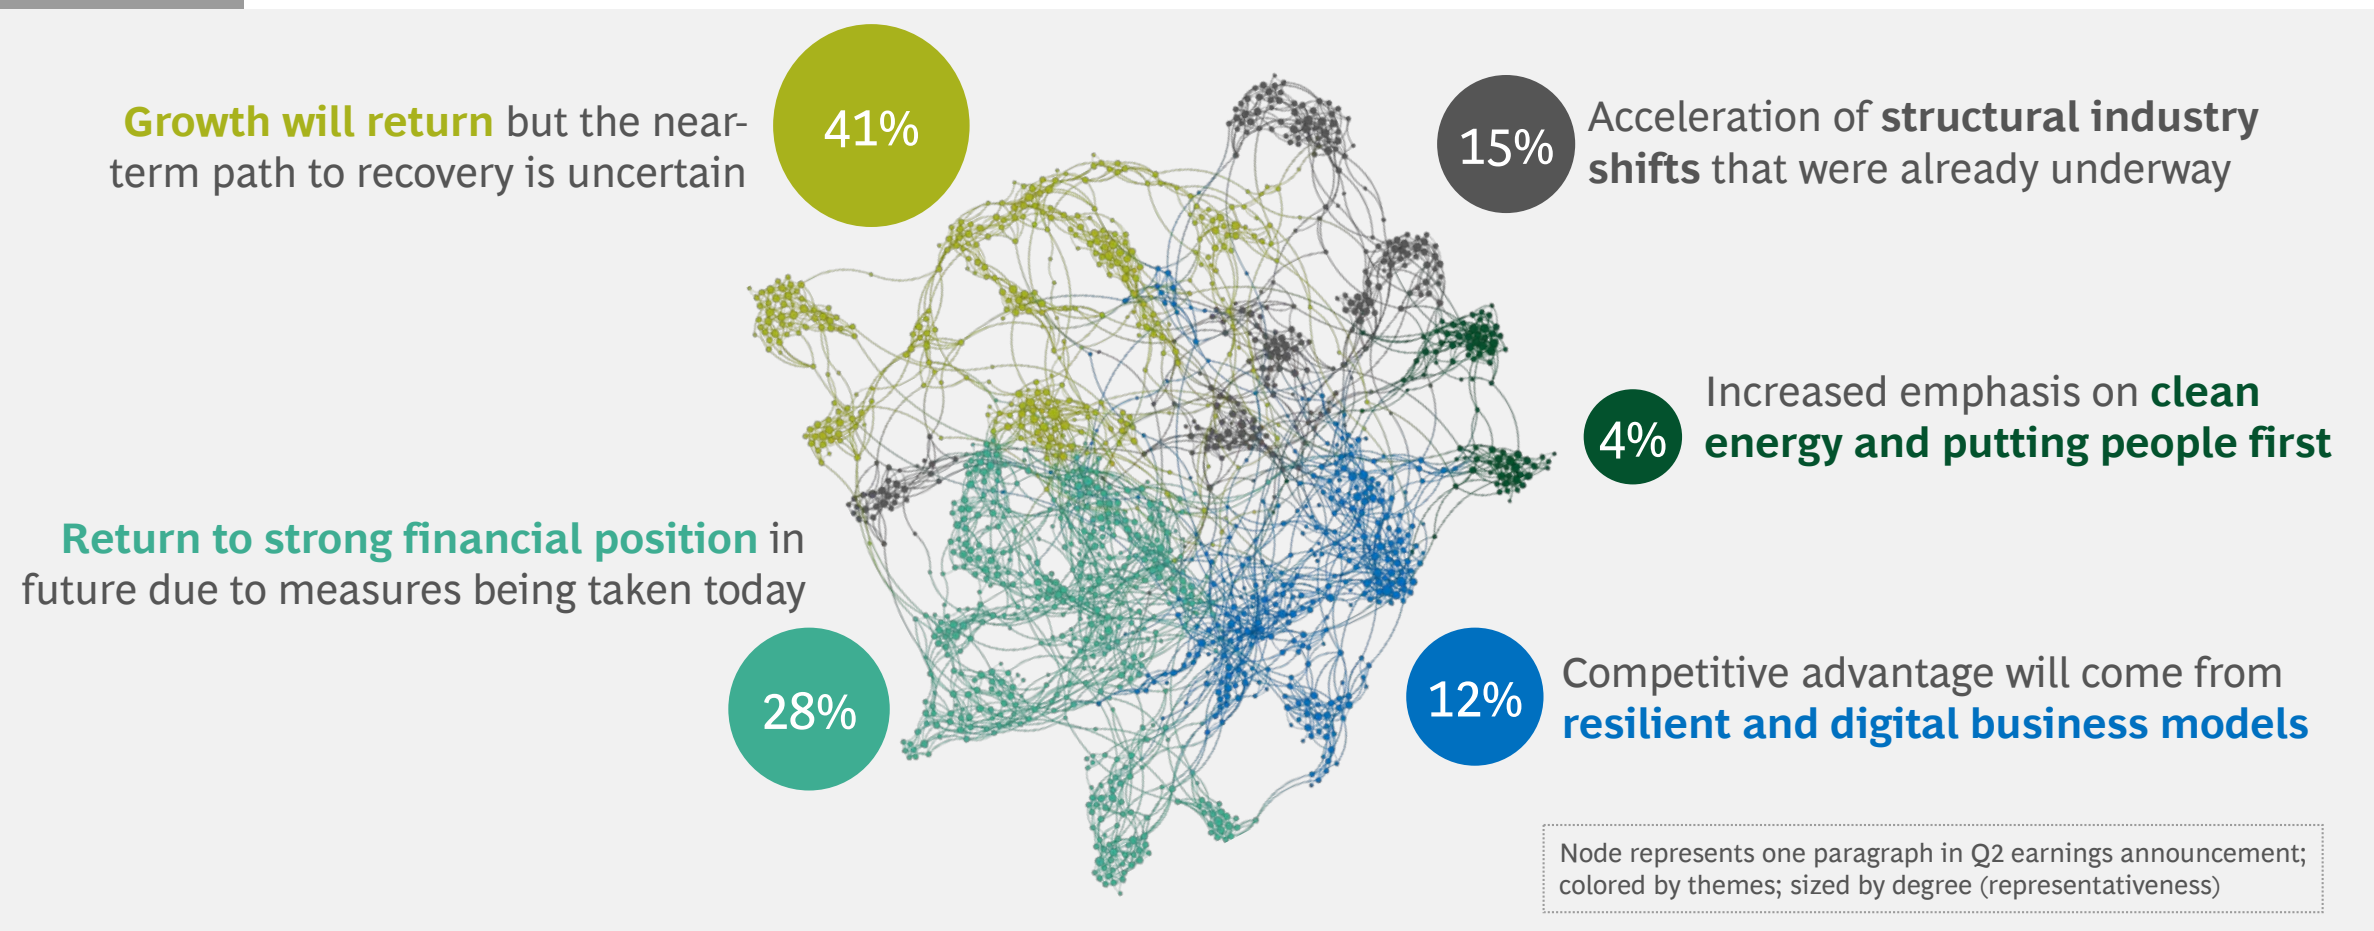 Growth will return but the near-
term path to recovery is uncertain
41%
15%
Acceleration of structural industry
shifts that were already underway
4%
Increased emphasis on clean
energy and putting people first
Return to strong financial position in
future due to measures being taken today
28%
12%
Competitive advantage will come from
resilient and digital business models
Node represents one paragraph in Q2 earnings announcement;
colored by themes; sized by degree (representativeness)